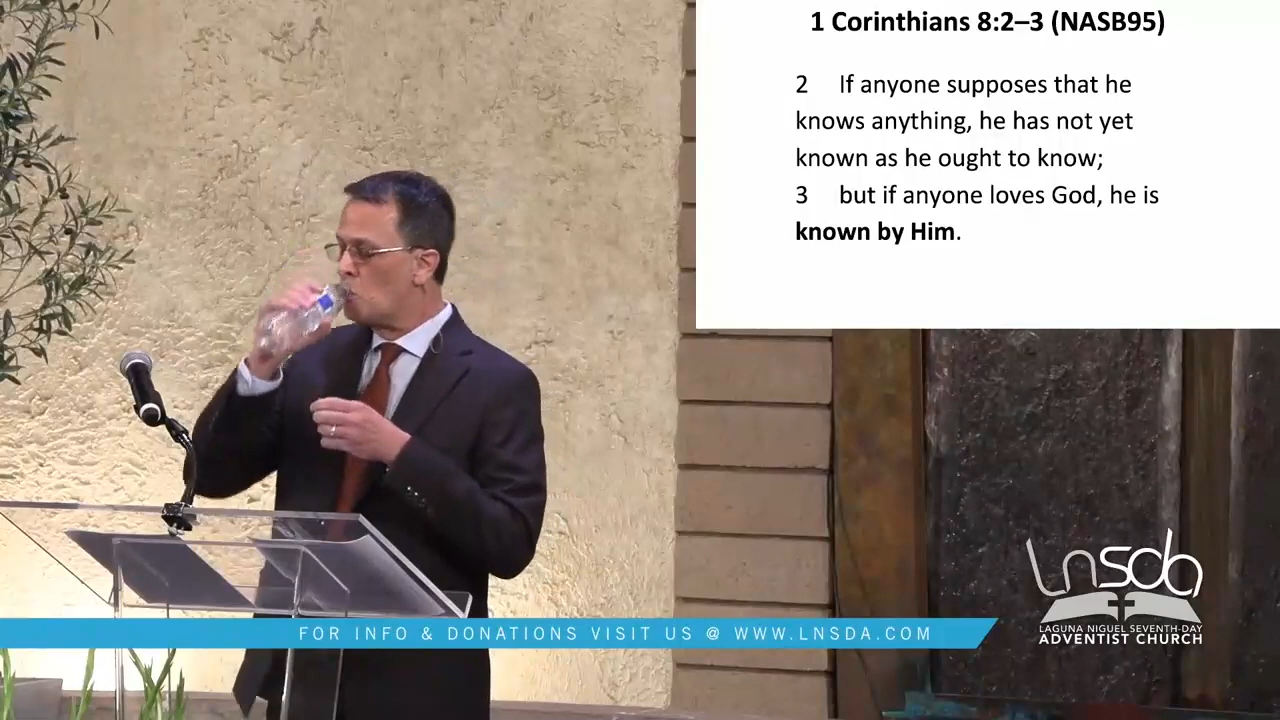 1 Corinthians 8:2–3 (NASB95)
2 If anyone supposes that he
knows anything, he has not yet
known as he ought to know;
3 but if anyone loves God, he is
known by Him.
lnsda
LAGUNA NIGUEL SEVENTH-DAY
ADVENTIST CHURCH
FOR INFO & DONATIONS VISIT US @ WWW.LNSDA.COM